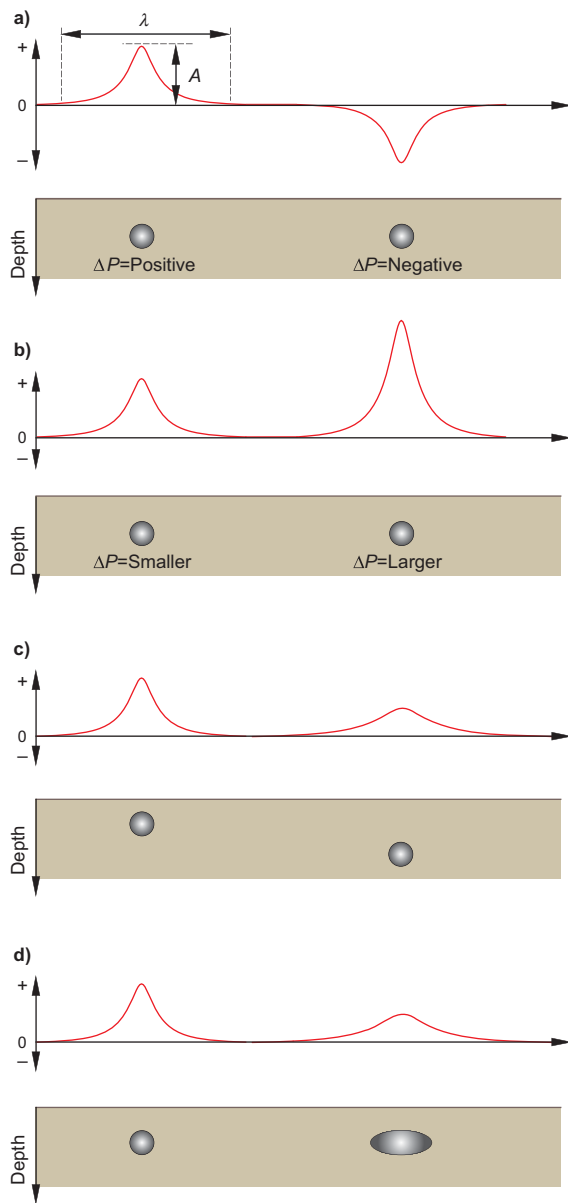 a)
λ
+
A
0
–
Depth
ΔP=Positive ΔP=Negative
b)
+
0
–
Depth
ΔP=Smaller ΔP=Larger
c)
+
0
–
Depth
d)
+
0
–
Depth